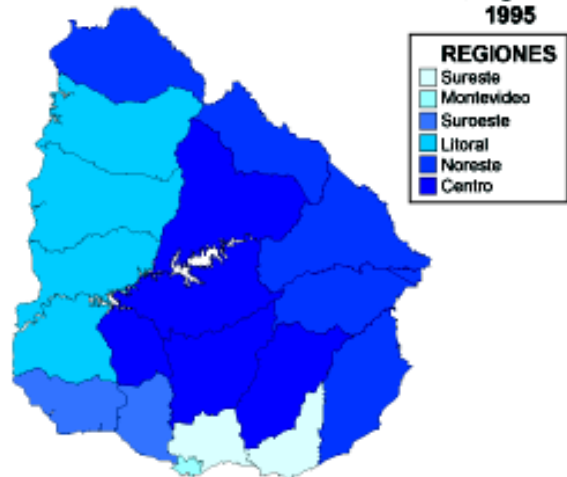 1995
REGIONES
Sureste
Montevideo
Suroeste
Litoral
Noreste
Centro